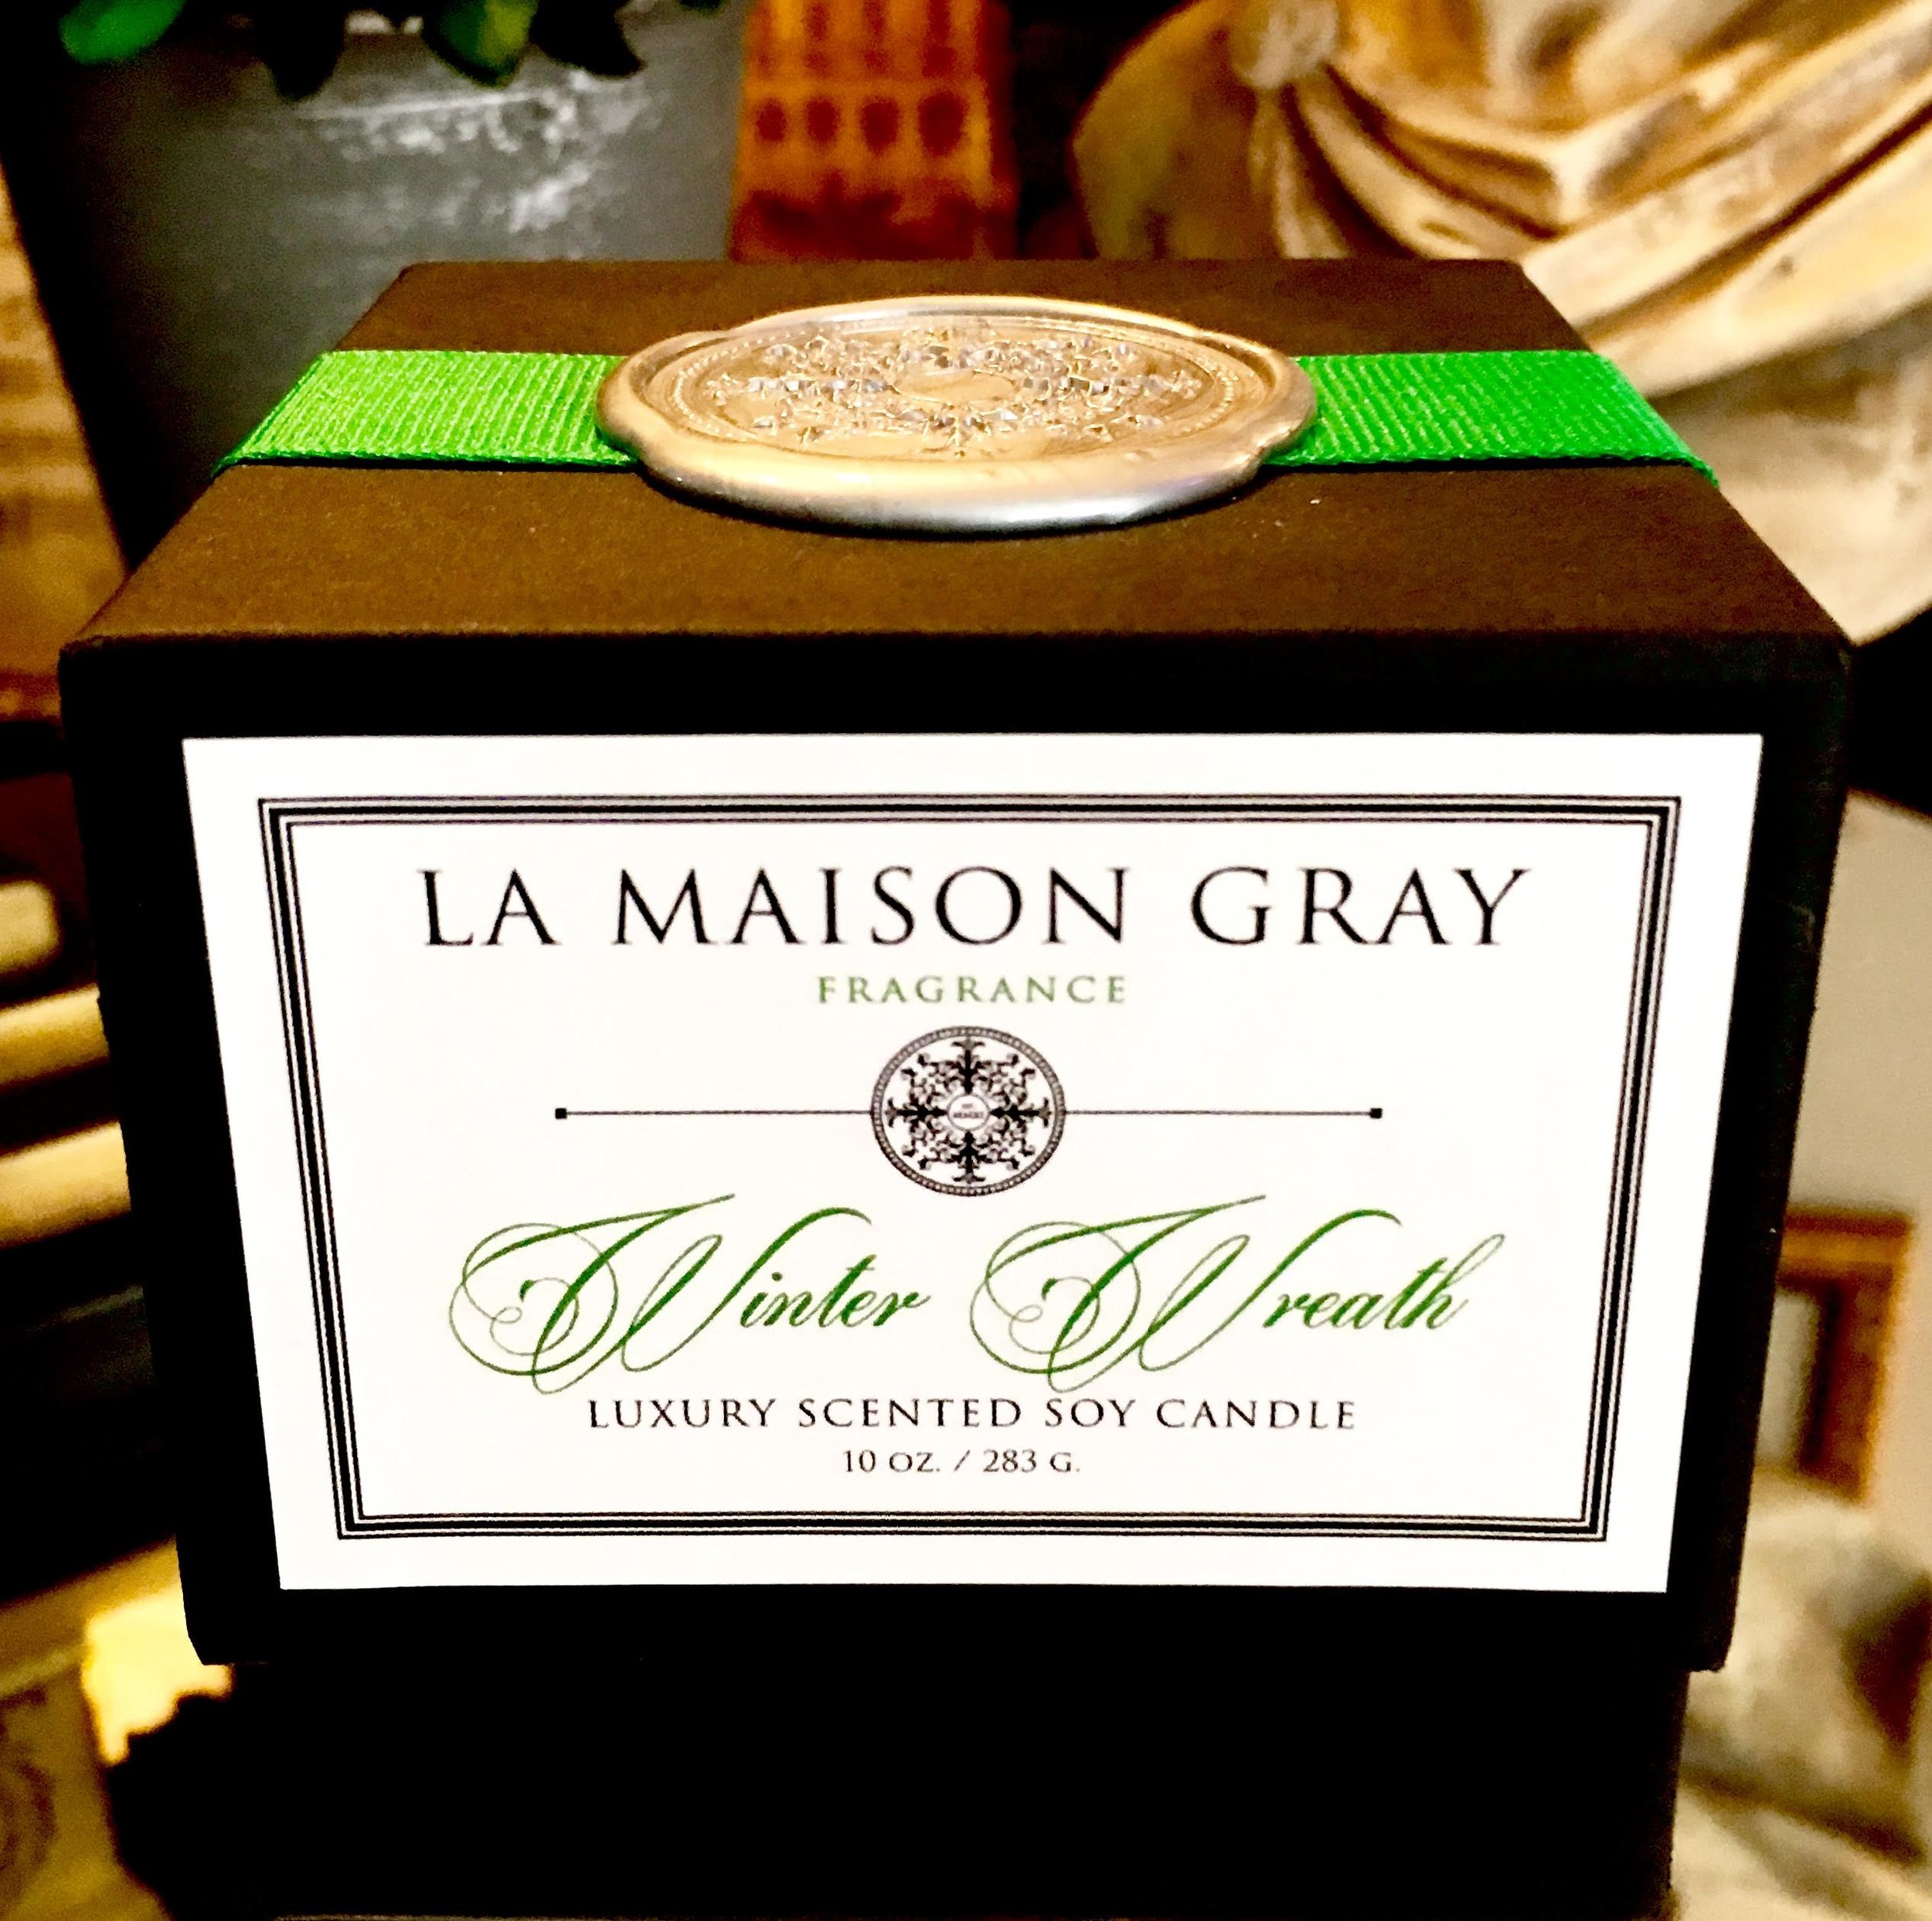 LA MAISON GRAY
FRAGRANCE
Winter Wreath
LUXURY SCENTED SOY CANDLE
10 OZ. / 283 G.